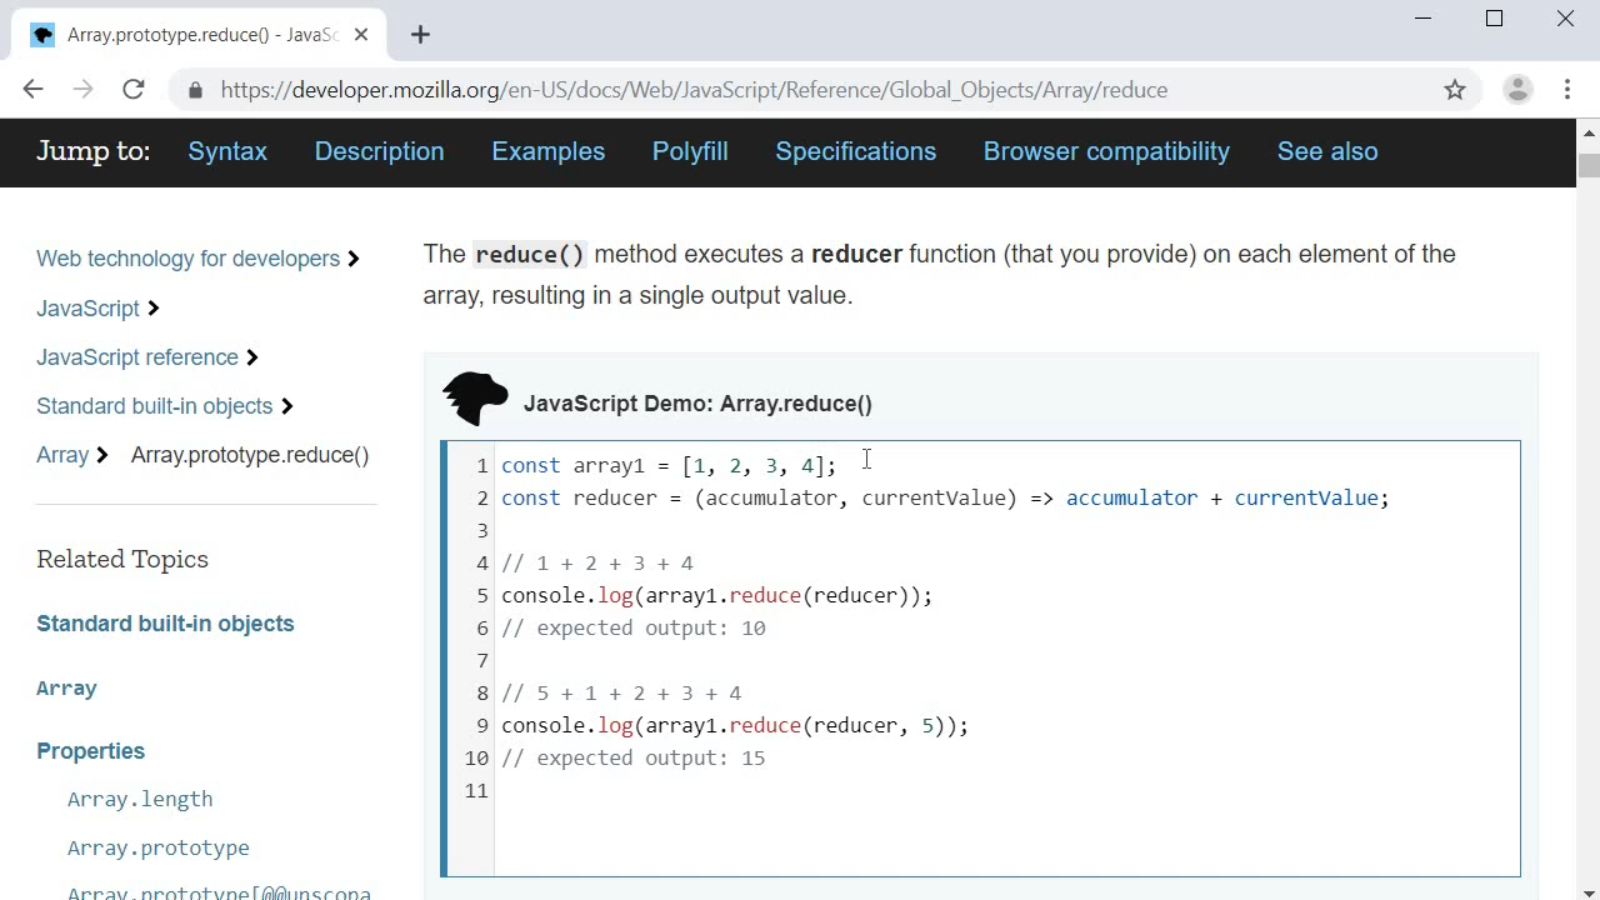 Array.prototype.reduce() - JavaSc
https://developer.mozilla.org/en-US/docs/Web/JavaScript/Reference/Global_Objects/Array/reduce
Jump to: Syntax Description Examples Polyfill Specifications Browser compatibility See also
Web technology for developers
JavaScript
JavaScript reference
Standard built-in objects
Array Array.prototype.reduce()
Related Topics
Standard built-in objects
Array
Properties
Array.length
Array.prototype
Array.prototype[@@unscopa
The reduce() method executes a reducer function (that you provide) on each element of the
array, resulting in a single output value.
JavaScript Demo: Array.reduce()
1 const array1 = [1, 2, 3, 4];
2 const reducer = (accumulator, currentValue) => accumulator + currentValue;
3
4 // 1 + 2 + 3 + 4
5 console.log(array1.reduce(reducer));
6 // expected output: 10
7
8 // 5 + 1 + 2 + 3 + 4
9 console.log(array1.reduce(reducer, 5));
10 // expected output: 15
11